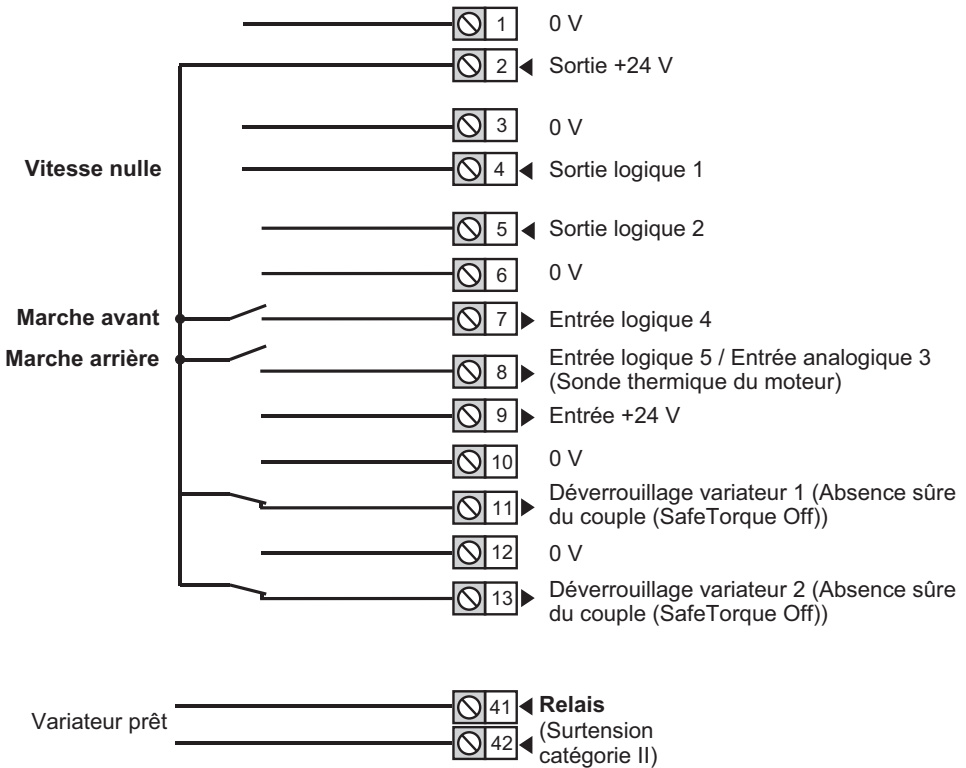 1 0 V
2 Sortie +24 V
3 0 V
Vitesse nulle 4 Sortie logique 1
5 Sortie logique 2
6 0 V
Marche avant 7 Entrée logique 4
Marche arrière 8 Entrée logique 5 / Entrée analogique 3
(Sonde thermique du moteur)
9 Entrée +24 V
10 0 V
11 Déverrouillage variateur 1 (Absence sûre
du couple (SafeTorque Off))
12 0 V
13 Déverrouillage variateur 2 (Absence sûre
du couple (SafeTorque Off))
Variateur prêt
41 Relais
(Surtension
42 catégorie II)